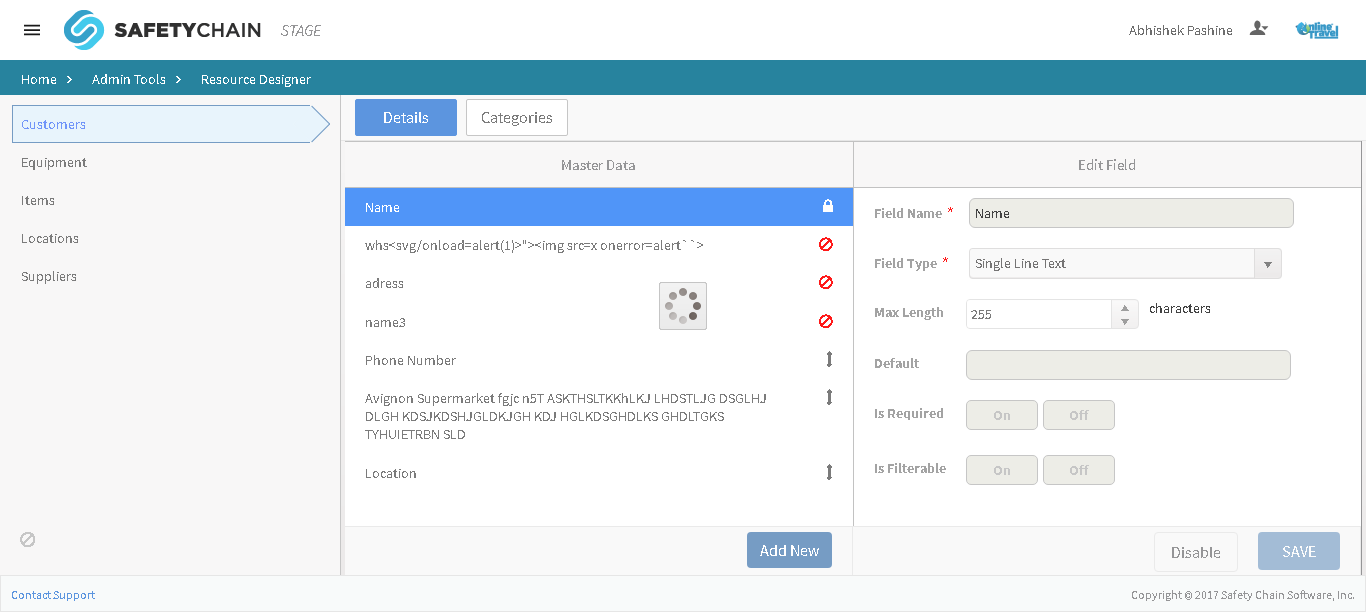 SAFETYCHAIN STAGE
Abhishek Pashine
Online Travel
Home > Admin Tools > Resource Designer
Customers
Equipment
Items
Locations
Suppliers
Details Categories
Master Data
Name
whs<svg/onload=alert(1)>"><img src=x onerror=alert``>
adress
name3
Phone Number
Avignon Supermarket fgjc n5T ASKTHSLTKKhLKJ LHDSTLJG DSGLHJ
DLGH KDSJKDSHJGLDKJGH KDJ HGLKDSGHDLKS GHDLTGKS
TYHUIETRBN SLD
Location
Add New
Edit Field
Field Name * Name
Field Type * Single Line Text
Max Length 255 characters
Default
Is Required On Off
Is Filterable On Off
Disable SAVE
Contact Support
Copyright © 2017 Safety Chain Software, Inc.